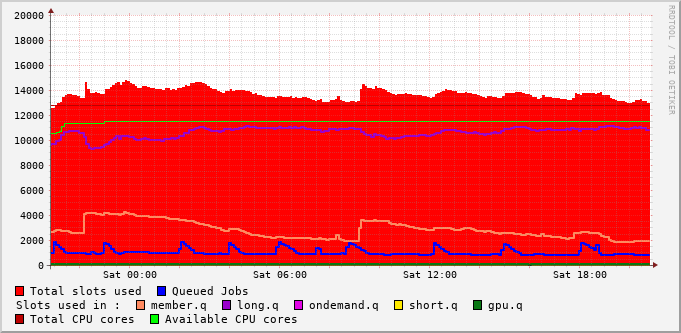 20000
18000
16000
14000
12000
10000
8000
6000
4000
2000
0
Sat 00:00 Sat 06:00 Sat 12:00 Sat 18:00
RRDTOOL / TOBI OETIKER
Total slots used Queued Jobs
Slots used in : member.q long.q ondemand.q short.q gpu.q
Total CPU cores Available CPU cores